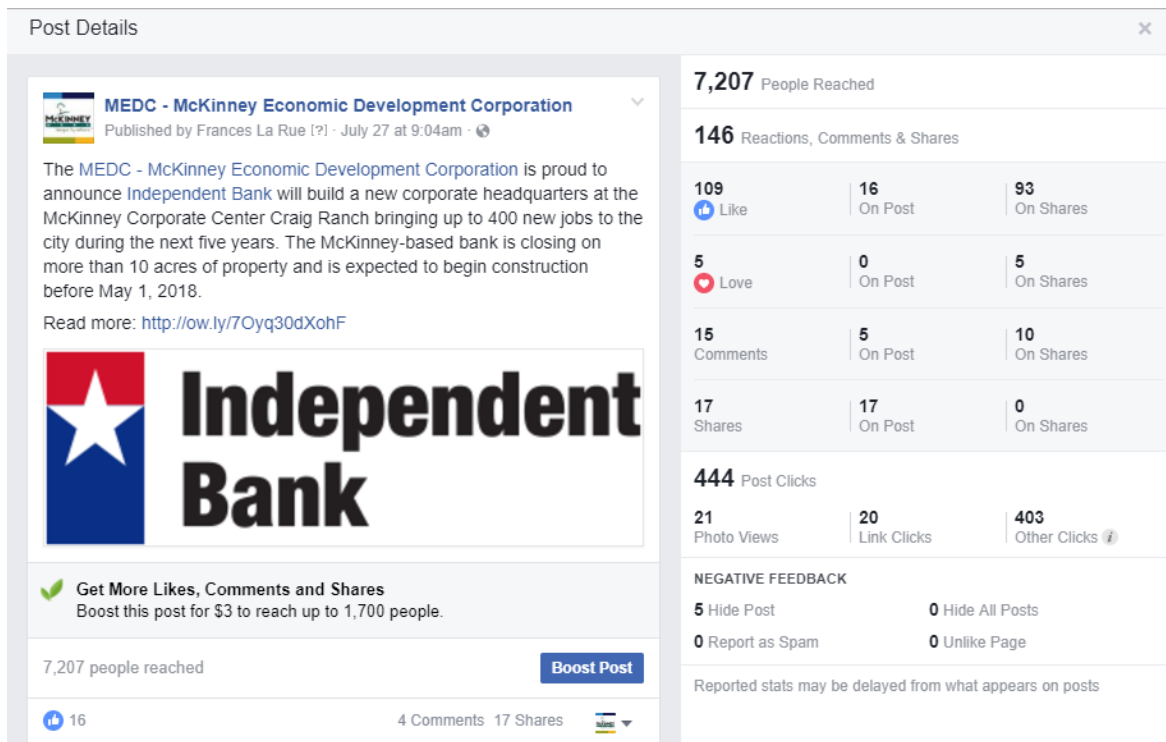 Post Details
MEDC - McKinney Economic Development Corporation
Published by Frances La Rue [?] · July 27 at 9:04am ·
The MEDC - McKinney Economic Development Corporation is proud to
announce Independent Bank will build a new corporate headquarters at the
McKinney Corporate Center Craig Ranch bringing up to 400 new jobs to the
city during the next five years. The McKinney-based bank is closing on
more than 10 acres of property and is expected to begin construction
before May 1, 2018.
Read more: http://ow.ly/7Oyq30dXohF
Independent
Bank
Get More Likes, Comments and Shares
Boost this post for $3 to reach up to 1,700 people.
7,207 people reached
Boost Post
16
4 Comments 17 Shares
7,207 People Reached
146 Reactions, Comments & Shares
109 16 93
Like On Post On Shares
5 0 5
Love On Post On Shares
15 5 10
Comments On Post On Shares
17 17 0
Shares On Post On Shares
444 Post Clicks
21 20 403
Photo Views Link Clicks Other Clicks i
NEGATIVE FEEDBACK
5 Hide Post 0 Hide All Posts
0 Report as Spam 0 Unlike Page
Reported stats may be delayed from what appears on posts